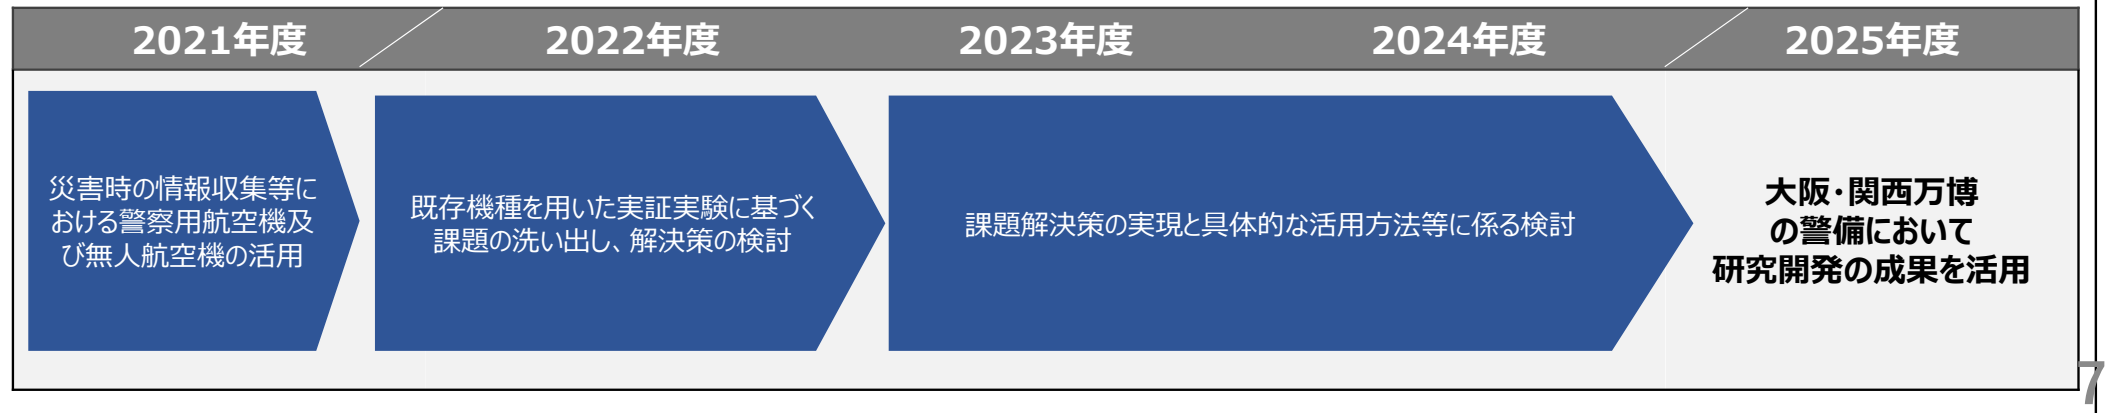 2021年度
2022年度
2023年度
2024年度
2025年度
災害時の情報収集等に
おける警察用航空機及
び無人航空機の活用
既存機種を用いた実証実験に基づく
課題の洗い出し、解決策の検討
課題解決策の実現と具体的な活用方法等に係る検討
大阪・関西万博
の警備において
研究開発の成果を活用
7